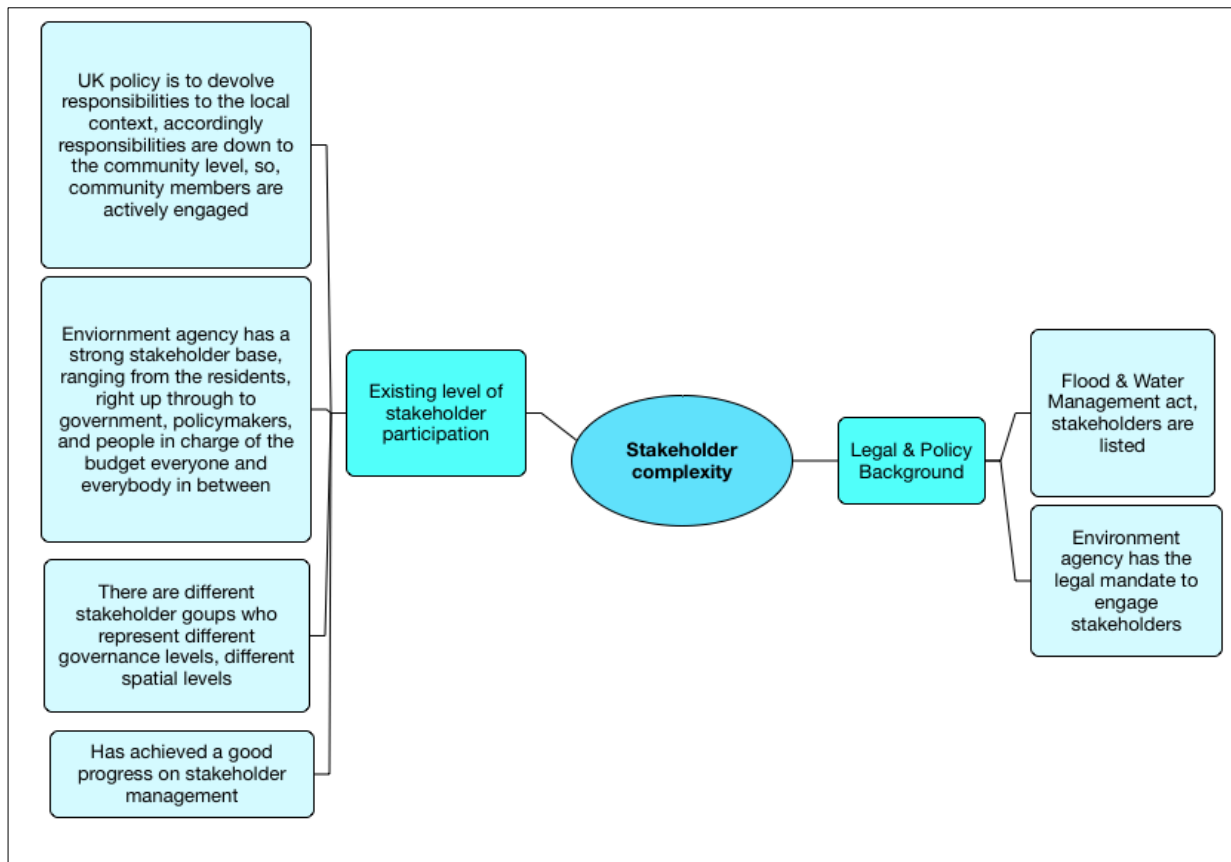 UK policy is to devolve
responsibilities to the local
context, accordingly
responsibilities are down to
the community level, so,
community members are
actively engaged
Enviornment agency has a
strong stakeholder base,
ranging from the residents,
right up through to
government, policymakers,
and people in charge of the
budget everyone and
everybody in between
There are different
stakeholder goups who
represent different
governance levels, different
spatial levels
Has achieved a good
progress on stakeholder
management
Existing level of
stakeholder
participation
Stakeholder
complexity
Legal & Policy
Background
Flood & Water
Management act,
stakeholders are
listed
Environment
agency has the
legal mandate to
engage
stakeholders